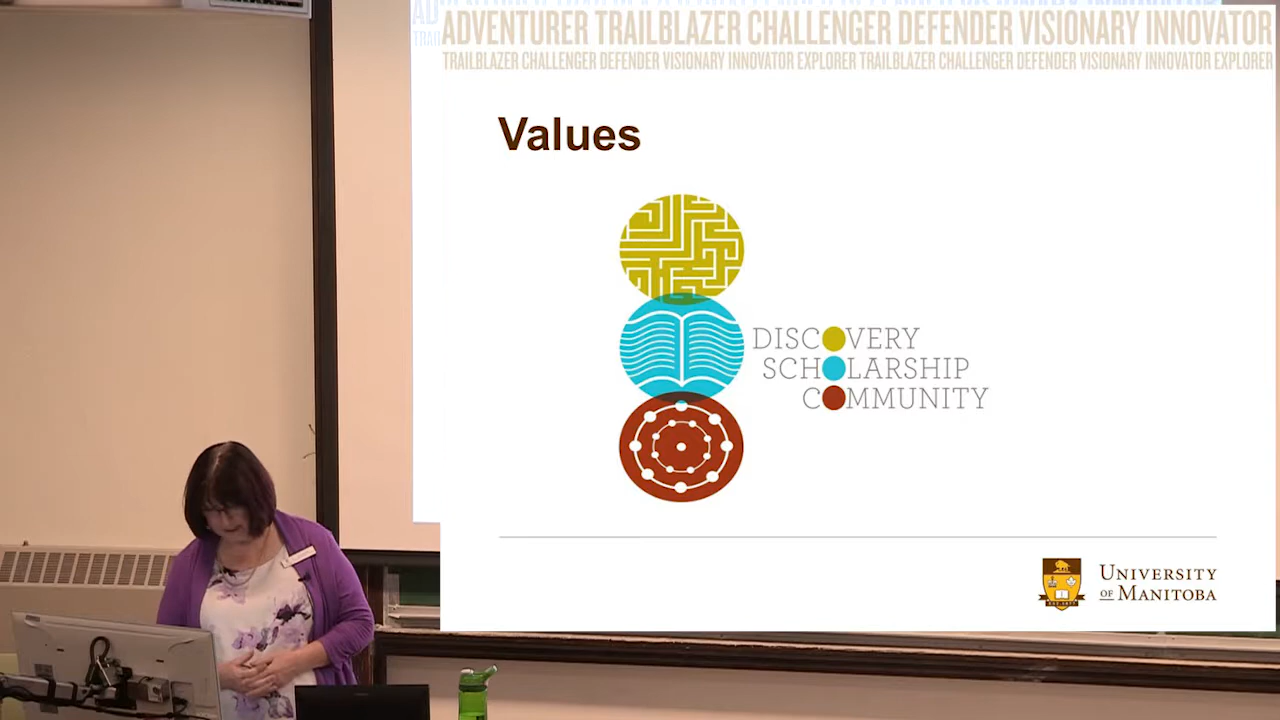 ADVENTURER TRAILBLAZER CHALLENGER DEFENDER VISIONARY INNOVATOR
TRAILBLAZER CHALLENGER DEFENDER VISIONARY INNOVATOR EXPLORER TRAILBLAZER CHALLENGER DEFENDER VISIONARY INNOVATOR EXPLORER
Values
DISCOVERY
SCHOLARSHIP
COMMUNITY
UNIVERSITY
OF MANITOBA